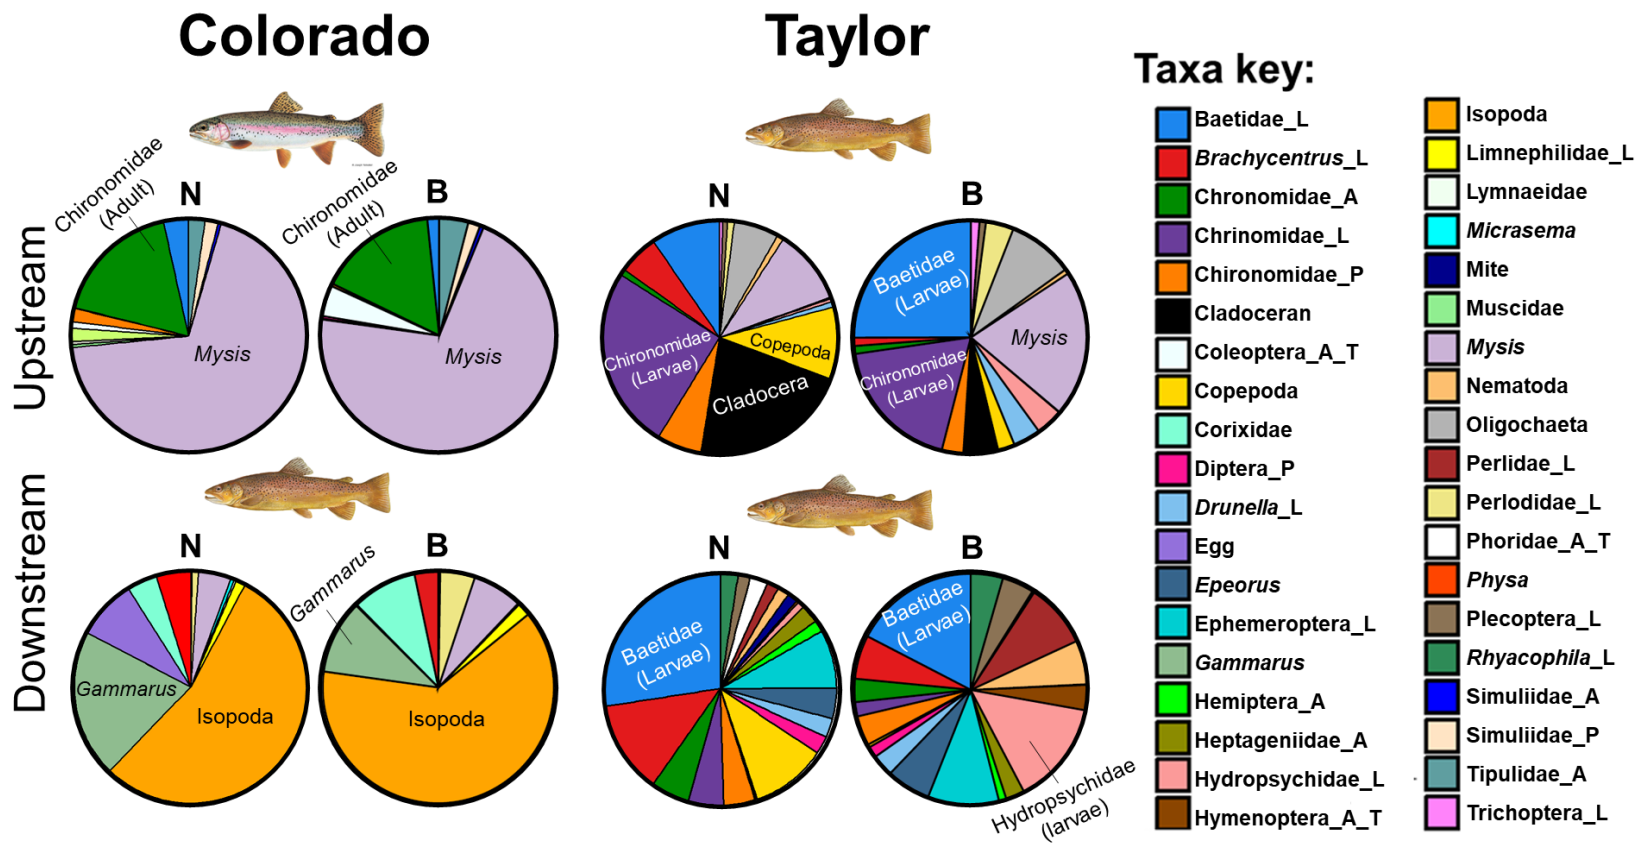 Colorado
Taylor
Taxa key:
Upstream
Downstream
N
Chironomidae
(Adult)
Mysis
B
Chironomidae
(Adult)
Mysis
N
Chironomidae
(Larvae)
Copepoda
Cladocera
B
Baetidae
(Larvae)
Mysis
Chironomidae
(Larvae)
N
Gammarus
Isopoda
B
Gammarus
Isopoda
N
Baetidae
(Larvae)
B
Baetidae
(Larvae)
Hydropsychidae
(larvae)
Baetidae_L
Brachycentrus_L
Chronomidae_A
Chrinomidae_L
Chironomidae_P
Cladoceran
Coleoptera_A_T
Copepoda
Corixidae
Diptera_P
Drunella_L
Egg
Epeorus
Ephemeroptera_L
Gammarus
Hemiptera_A
Heptageniidae_A
Hydropsychidae_L
Hymenoptera_A_T
Isopoda
Limnephilidae_L
Lymnaeidae
Micrasema
Mite
Muscidae
Mysis
Nematoda
Oligochaeta
Perlidae_L
Perlodidae_L
Phoridae_A_T
Physa
Plecoptera_L
Rhyacophila_L
Simuliidae_A
Simuliidae_P
Tipulidae_A
Trichoptera_L